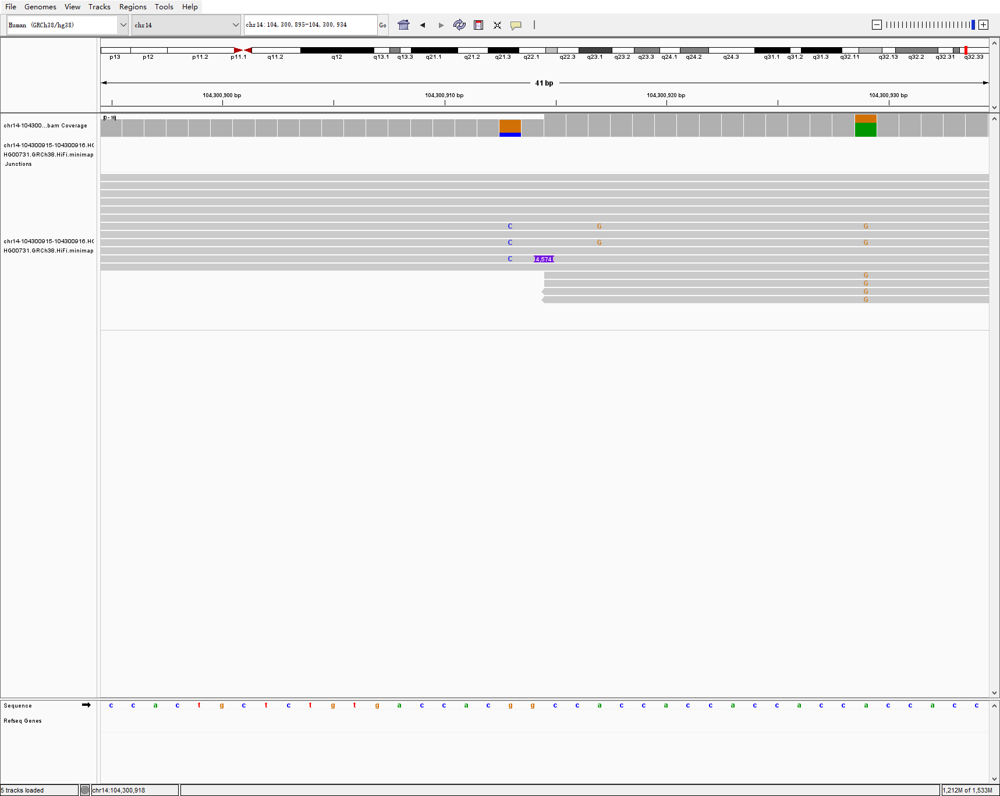 File Genomes View Tracks Regions Tools Help
Human (GRCh38/hg38) chr14 chr14:104,300,895-104,300,934 Go
p13 p12 p11.2 p11.1 q11.2 q12 q13.1 q13.3 q21.1 q21.2 q21.3 q22.1 q22.3 q23.1 q23.2 q23.3 q24.1 q24.2 q24.3 q31.1 q31.2 q31.3 q32.11 q32.13 q32.2 q32.31 q32.33
41 bp
104,300,900 bp 104,300,910 bp 104,300,920 bp 104,300,930 bp
[0 - 16]
chr14-104300...bam Coverage
chr14-104300915-104300916.HG
HG00731.GRCh38.HiFi.minimap
Junctions
C G G
chr14-104300915-104300916.HG
C G G
HG00731.GRCh38.HiFi.minimap
C 4,574
G
G
G
G
Sequence c c a c t g c t c t g t g a c c a c g g c c a c c a c c a c c a c c a c c a c c
Refseq Genes
5 tracks loaded chr14:104,300,918 1,212M of 1,533M